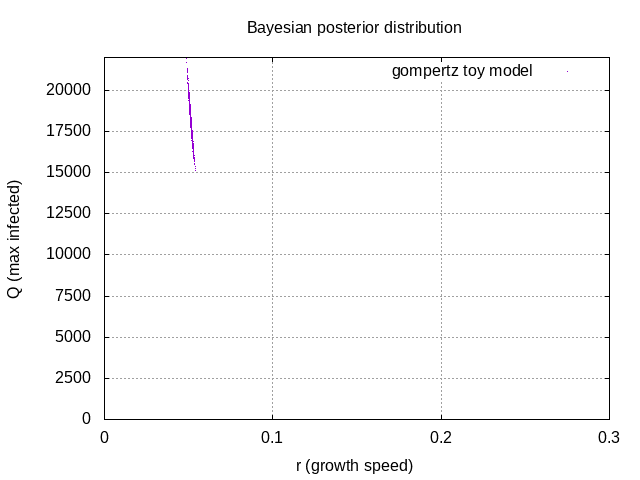 Bayesian posterior distribution
gompertz toy model
20000
17500
15000
12500
10000
7500
5000
2500
0
Q (max infected)
0 0.1 0.2 0.3
r (growth speed)